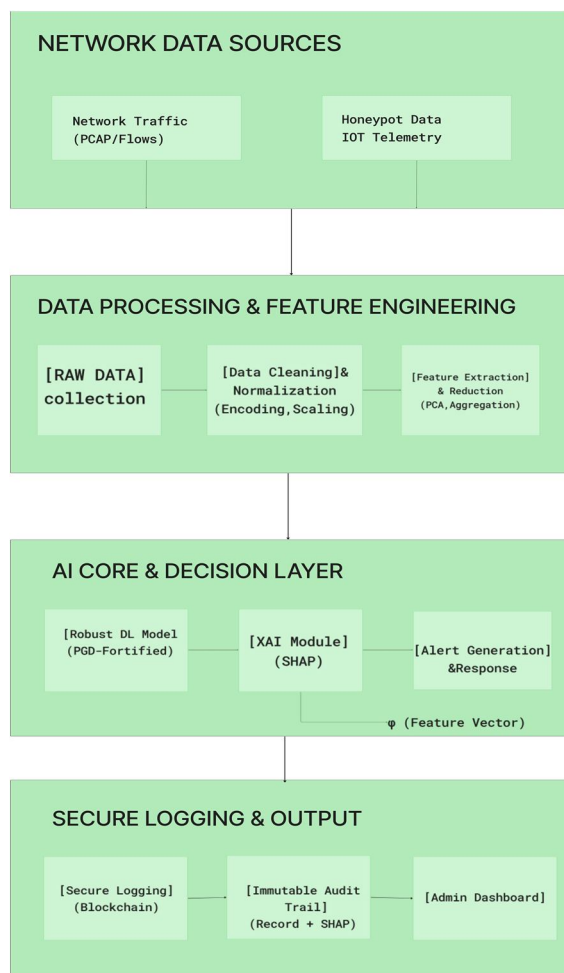 NETWORK DATA SOURCES
Network Traffic
(PCAP/Flows)
Honeypot Data
IOT Telemetry
DATA PROCESSING & FEATURE ENGINEERING
[RAW DATA]
collection
[Data Cleaning]&
Normalization
(Encoding,Scaling)
[Feature Extraction]
& Reduction
(PCA,Aggregation)
AI CORE & DECISION LAYER
[Robust DL Model
(PGD-Fortified)
[XAI Module]
(SHAP)
[Alert Generation]
&Response
φ (Feature Vector)
SECURE LOGGING & OUTPUT
[Secure Logging]
(Blockchain)
[Immutable Audit
Trail]
(Record + SHAP)
[Admin Dashboard]